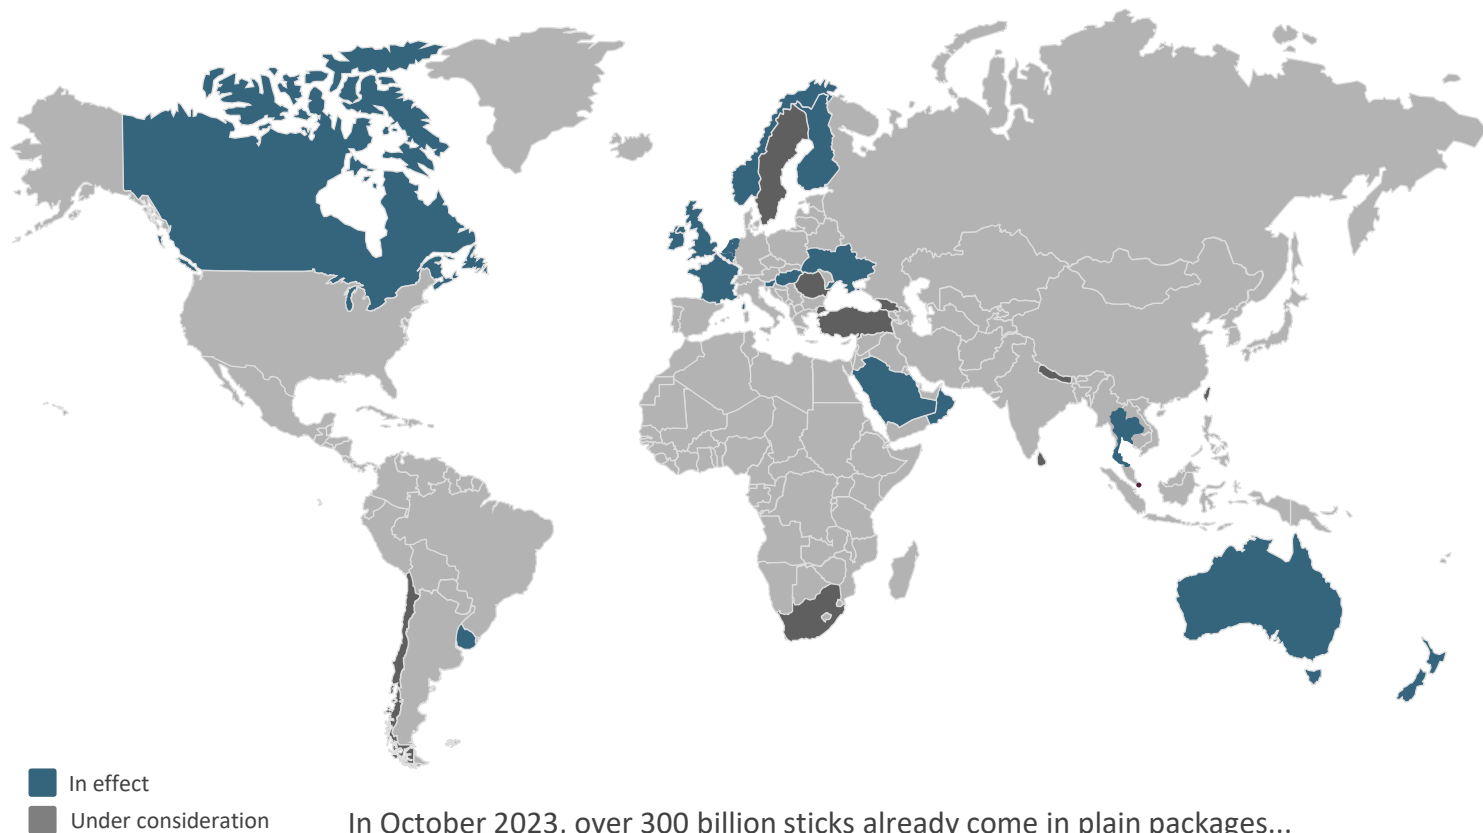 In effect
Under consideration
In October 2023, over 300 billion sticks already come in plain packages...